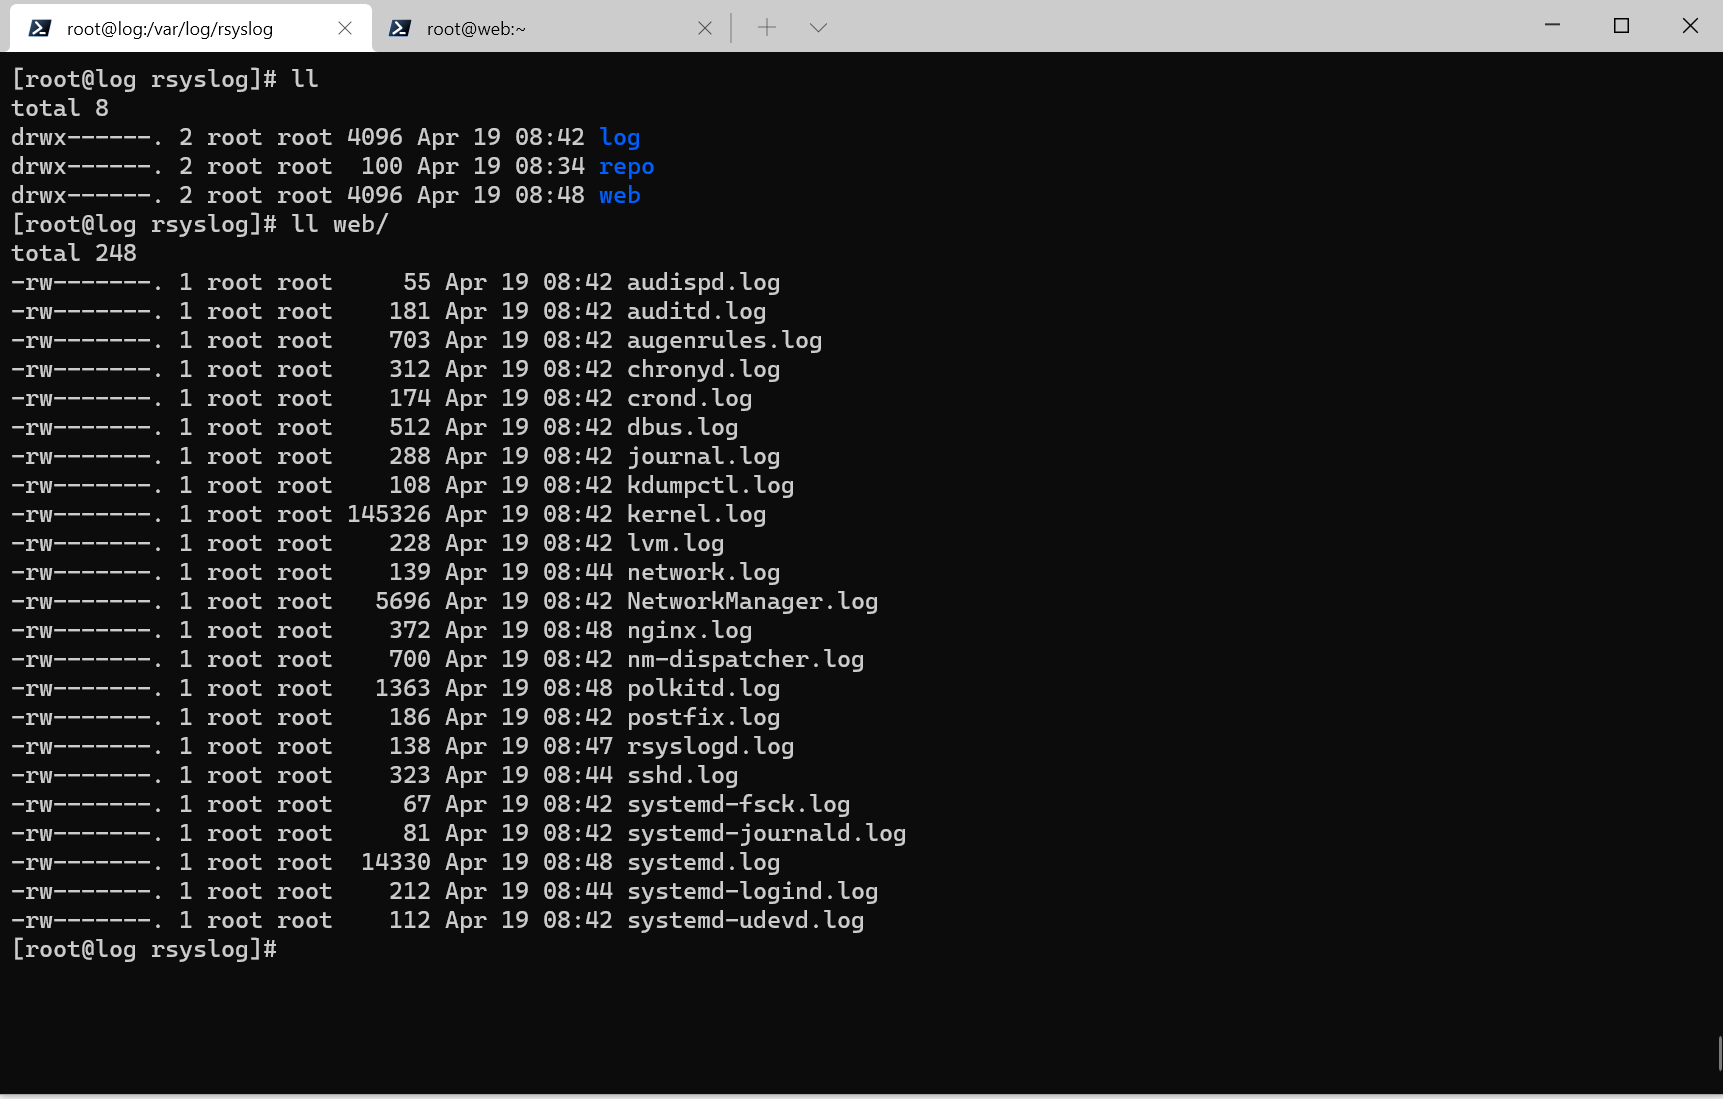 root@log:/var/log/rsyslog
root@web:~
[root@log rsyslog]# ll
total 8
drwx------. 2 root root 4096 Apr 19 08:42 log
drwx------. 2 root root  100 Apr 19 08:34 repo
drwx------. 2 root root 4096 Apr 19 08:48 web
[root@log rsyslog]# ll web/
total 248
-rw-------. 1 root root     55 Apr 19 08:42 audispd.log
-rw-------. 1 root root    181 Apr 19 08:42 auditd.log
-rw-------. 1 root root    703 Apr 19 08:42 augenrules.log
-rw-------. 1 root root    312 Apr 19 08:42 chronyd.log
-rw-------. 1 root root    174 Apr 19 08:42 crond.log
-rw-------. 1 root root    512 Apr 19 08:42 dbus.log
-rw-------. 1 root root    288 Apr 19 08:42 journal.log
-rw-------. 1 root root    108 Apr 19 08:42 kdumpctl.log
-rw-------. 1 root root 145326 Apr 19 08:42 kernel.log
-rw-------. 1 root root    228 Apr 19 08:42 lvm.log
-rw-------. 1 root root    139 Apr 19 08:44 network.log
-rw-------. 1 root root   5696 Apr 19 08:42 NetworkManager.log
-rw-------. 1 root root    372 Apr 19 08:48 nginx.log
-rw-------. 1 root root    700 Apr 19 08:42 nm-dispatcher.log
-rw-------. 1 root root   1363 Apr 19 08:48 polkitd.log
-rw-------. 1 root root    186 Apr 19 08:42 postfix.log
-rw-------. 1 root root    138 Apr 19 08:47 rsyslogd.log
-rw-------. 1 root root    323 Apr 19 08:44 sshd.log
-rw-------. 1 root root     67 Apr 19 08:42 systemd-fsck.log
-rw-------. 1 root root     81 Apr 19 08:42 systemd-journald.log
-rw-------. 1 root root  14330 Apr 19 08:48 systemd.log
-rw-------. 1 root root    212 Apr 19 08:44 systemd-logind.log
-rw-------. 1 root root    112 Apr 19 08:42 systemd-udevd.log
[root@log rsyslog]#